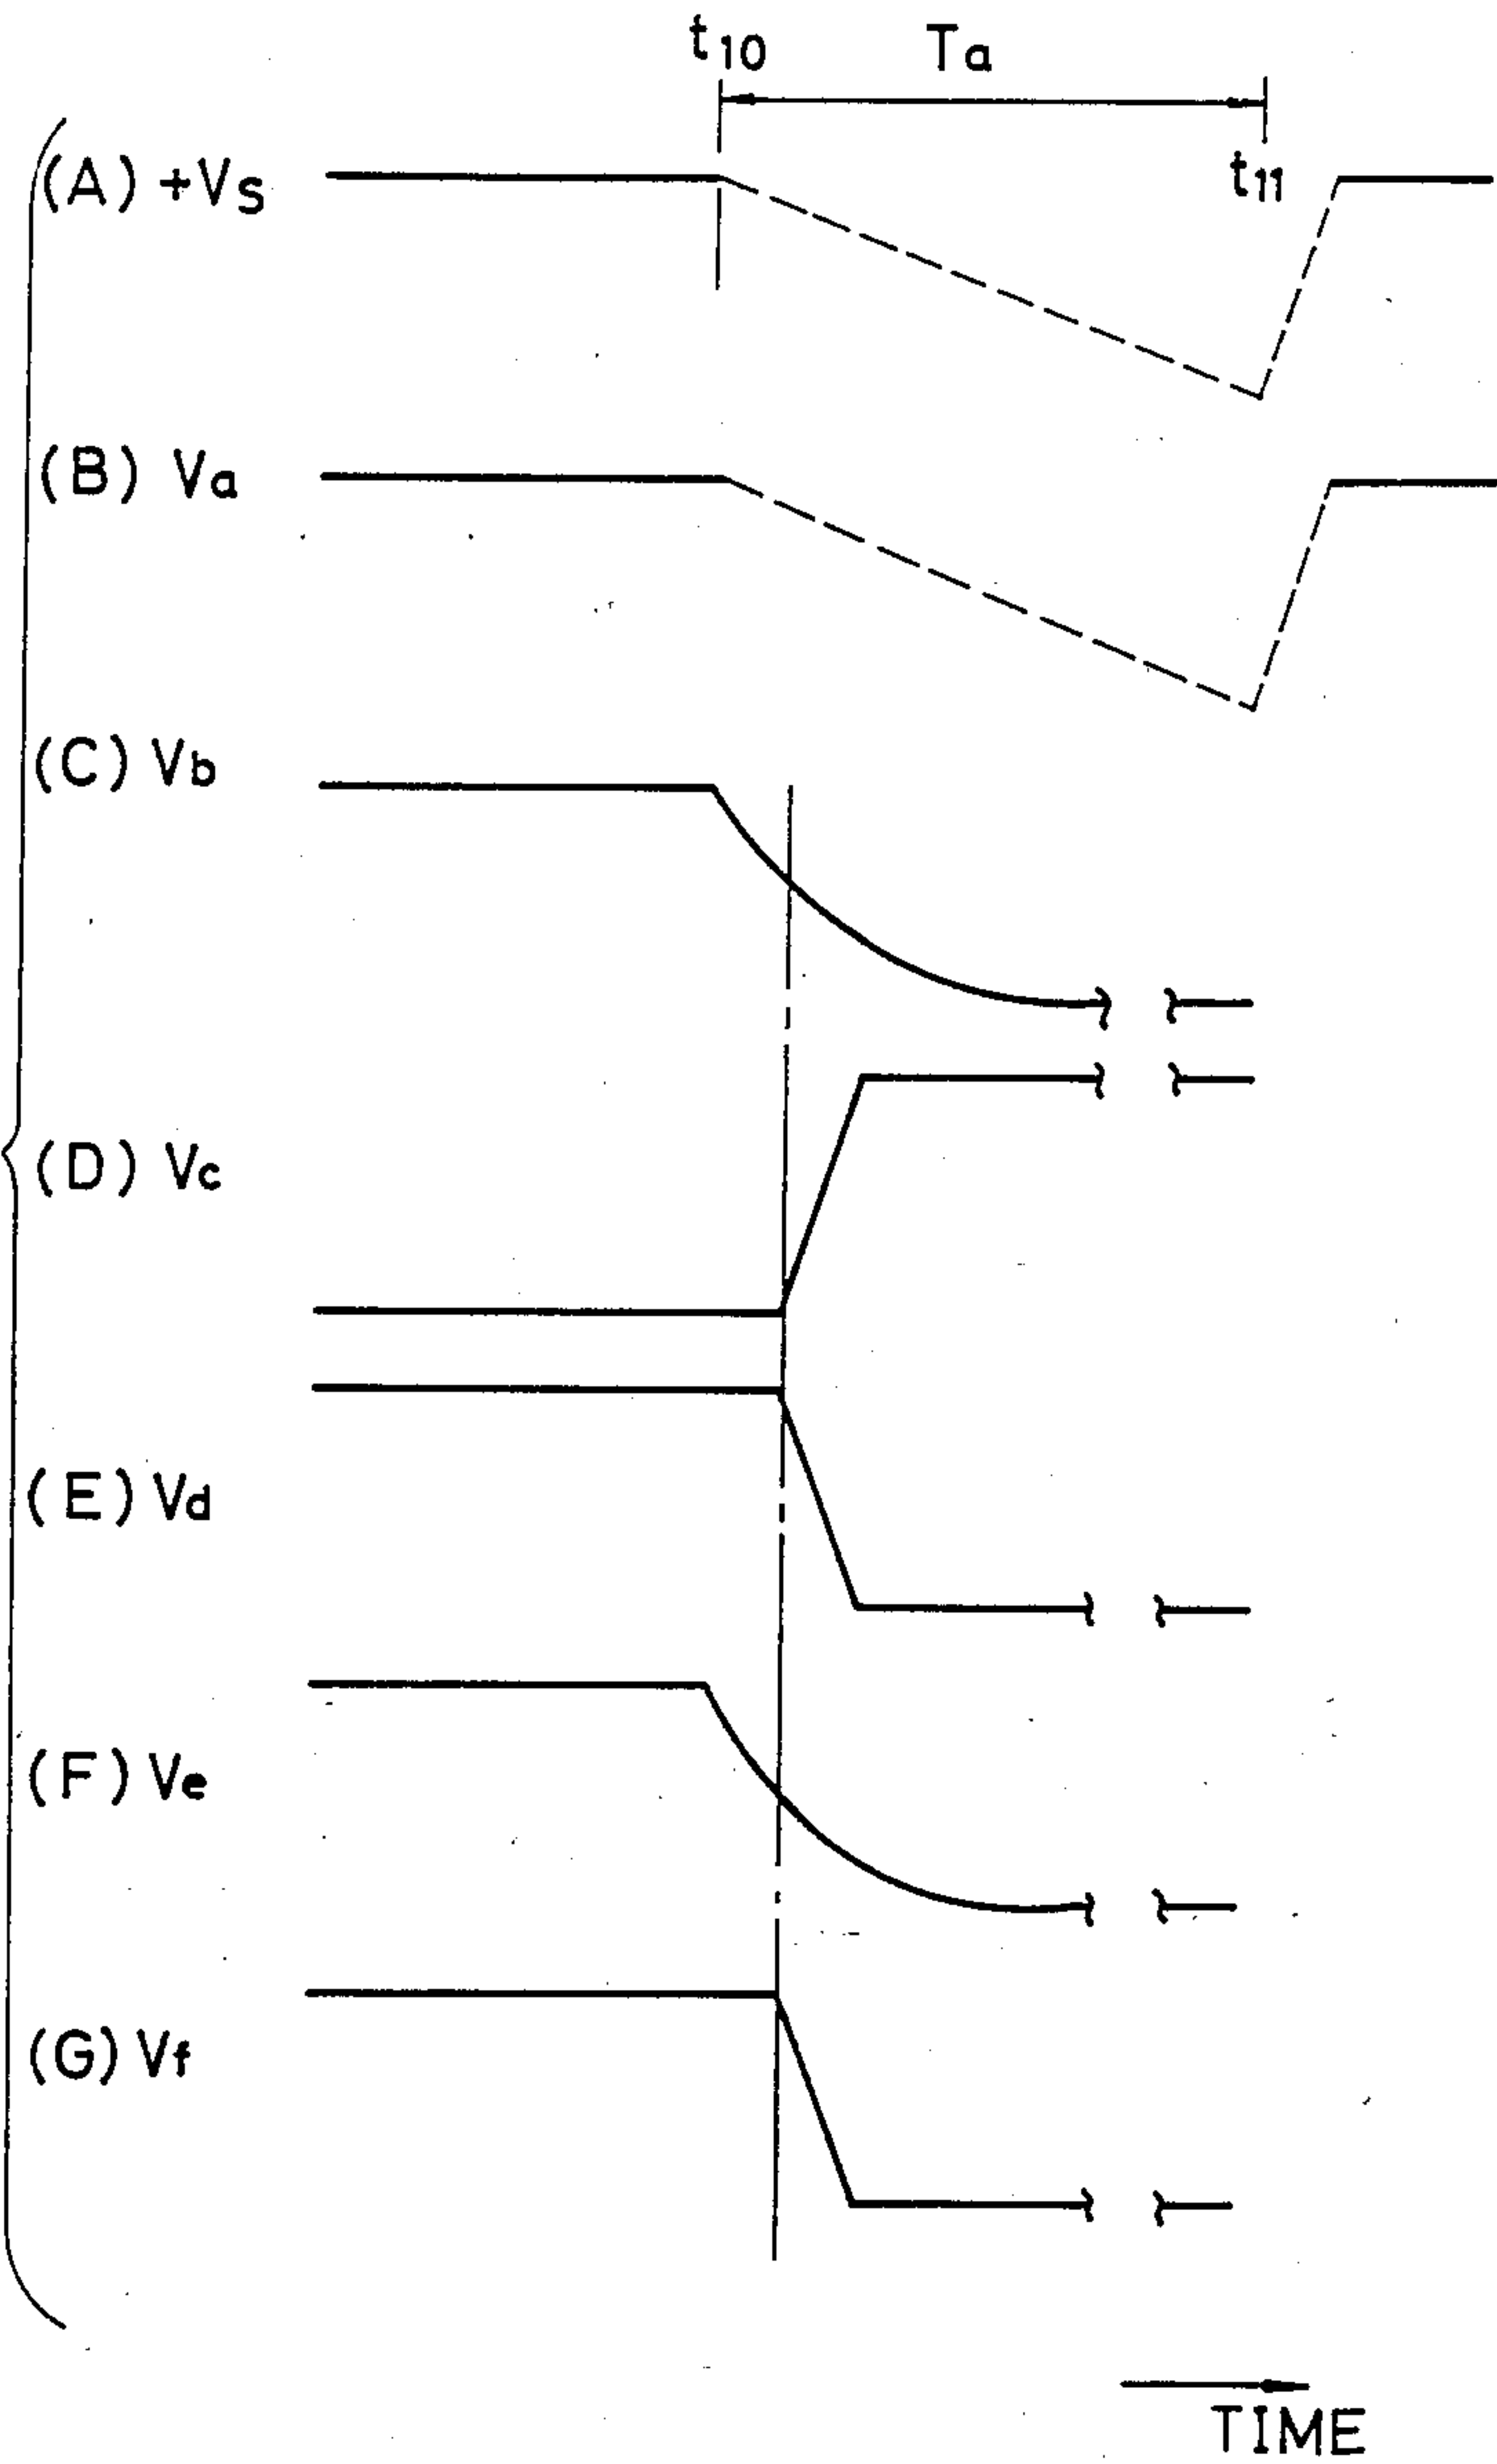 t10 Ta
t11
(A) +Vs
(B) Va
(C) Vb
(D) Vc
(E) Vd
(F) Ve
(G) Vf
TIME